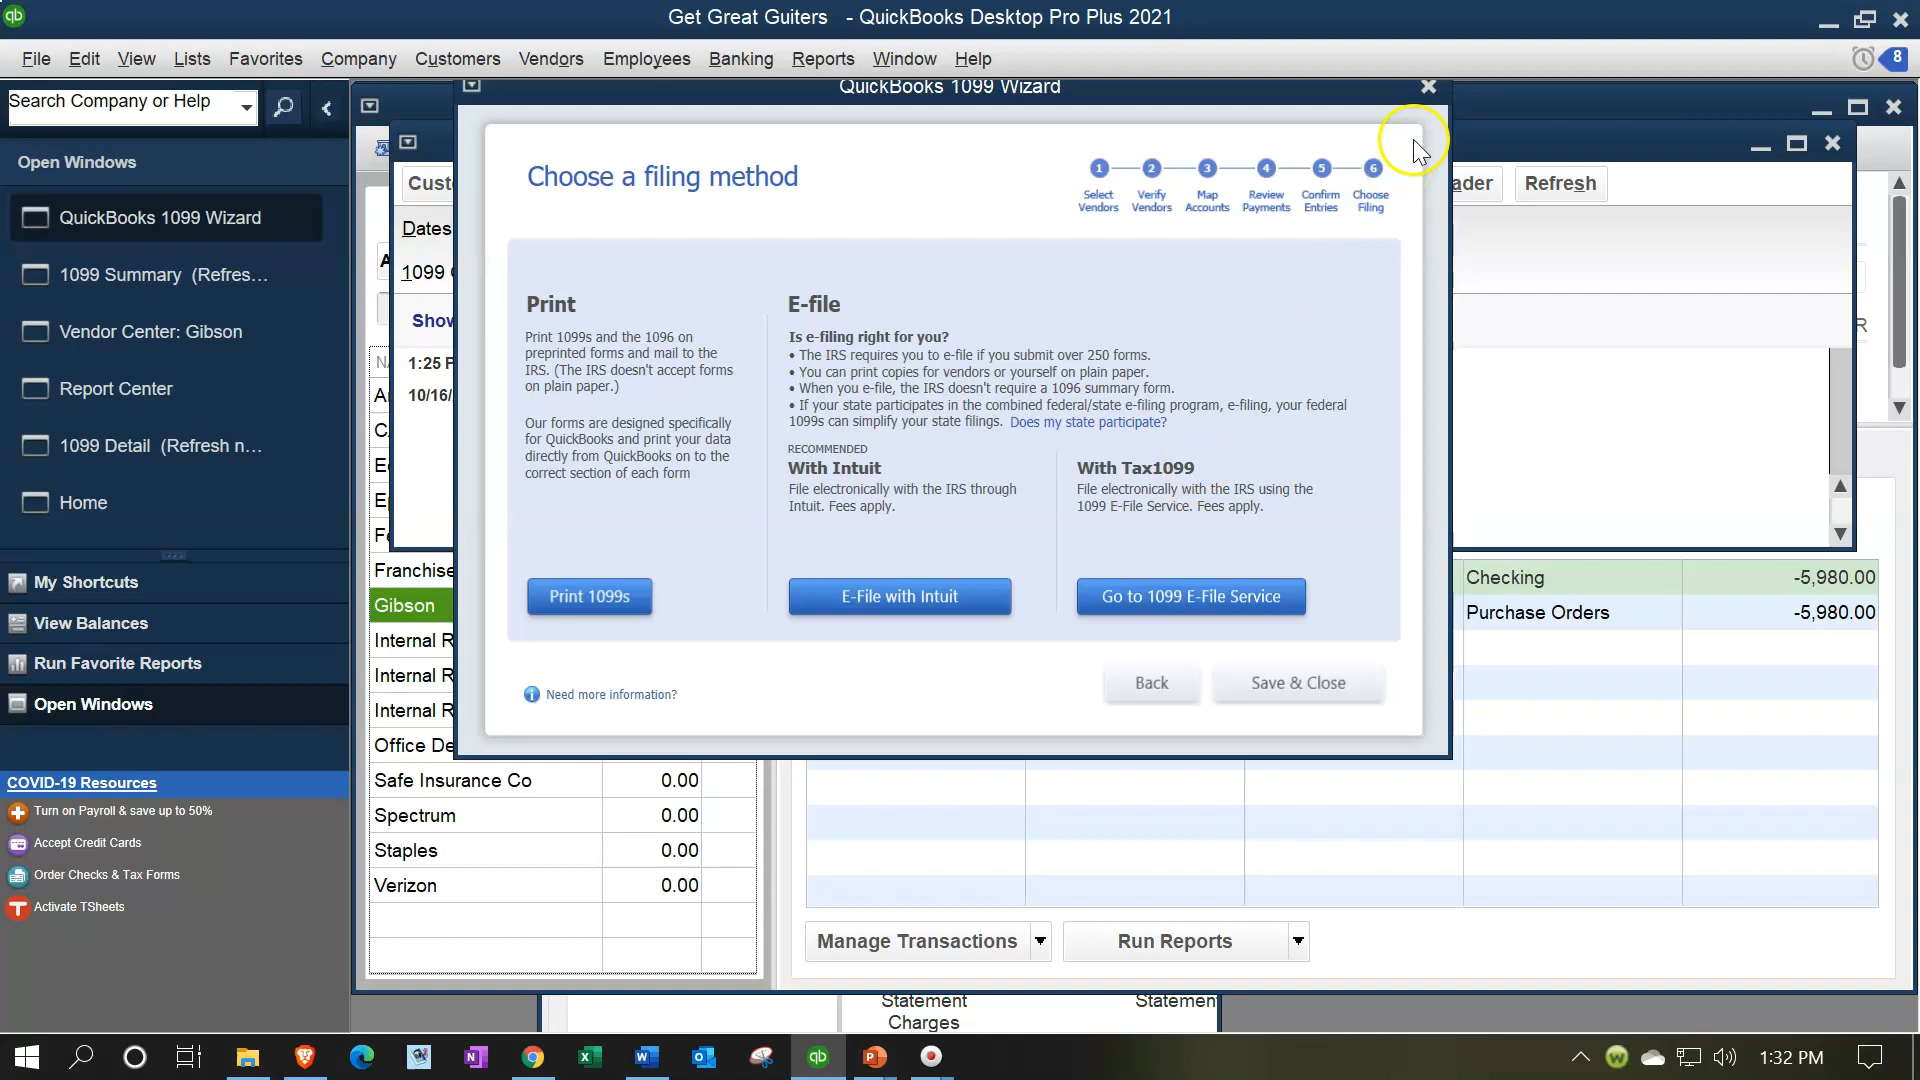 Get Great Guiters - QuickBooks Desktop Pro Plus 2021
File Edit View Lists Favorites Company Customers Vendors Employees Banking Reports Window Help
8
Search Company or Help
Open Windows
QuickBooks 1099 Wizard
1099 Summary (Refres...
Vendor Center: Gibson
Report Center
1099 Detail (Refresh n...
Home
My Shortcuts
View Balances
Run Favorite Reports
Open Windows
COVID-19 Resources
Turn on Payroll & save up to 50%
Accept Credit Cards
Order Checks & Tax Forms
Activate TSheets
QuickBooks 1099 Wizard
Choose a filing method
1 2 3 4 5 6
Select Verify Map Review Confirm Choose
Vendors Vendors Accounts Payments Entries Filing
Print
Print 1099s and the 1096 on
preprinted forms and mail to the
IRS. (The IRS doesn't accept forms
on plain paper.)
Our forms are designed specifically
for QuickBooks and print your data
directly from QuickBooks on to the
correct section of each form
Print 1099s
E-file
Is e-filing right for you?
• The IRS requires you to e-file if you submit over 250 forms.
• You can print copies for vendors or yourself on plain paper.
• When you e-file, the IRS doesn't require a 1096 summary form.
• If your state participates in the combined federal/state e-filing program, e-filing, your federal
1099s can simplify your state filings. Does my state participate?
RECOMMENDED
With Intuit
File electronically with the IRS through
Intuit. Fees apply.
E-File with Intuit
With Tax1099
File electronically with the IRS using the
1099 E-File Service. Fees apply.
Go to 1099 E-File Service
Need more information?
Back
Save & Close
Cust
ader
Refresh
Dates
1099
Show
1:25 P
10/16/
R
Franchise
Gibson
Internal R
Internal R
Internal R
Office De
Safe Insurance Co 0.00
Spectrum 0.00
Staples 0.00
Verizon 0.00
Checking -5,980.00
Purchase Orders -5,980.00
Manage Transactions
Run Reports
Statement
Charges
Statemen
1:32 PM